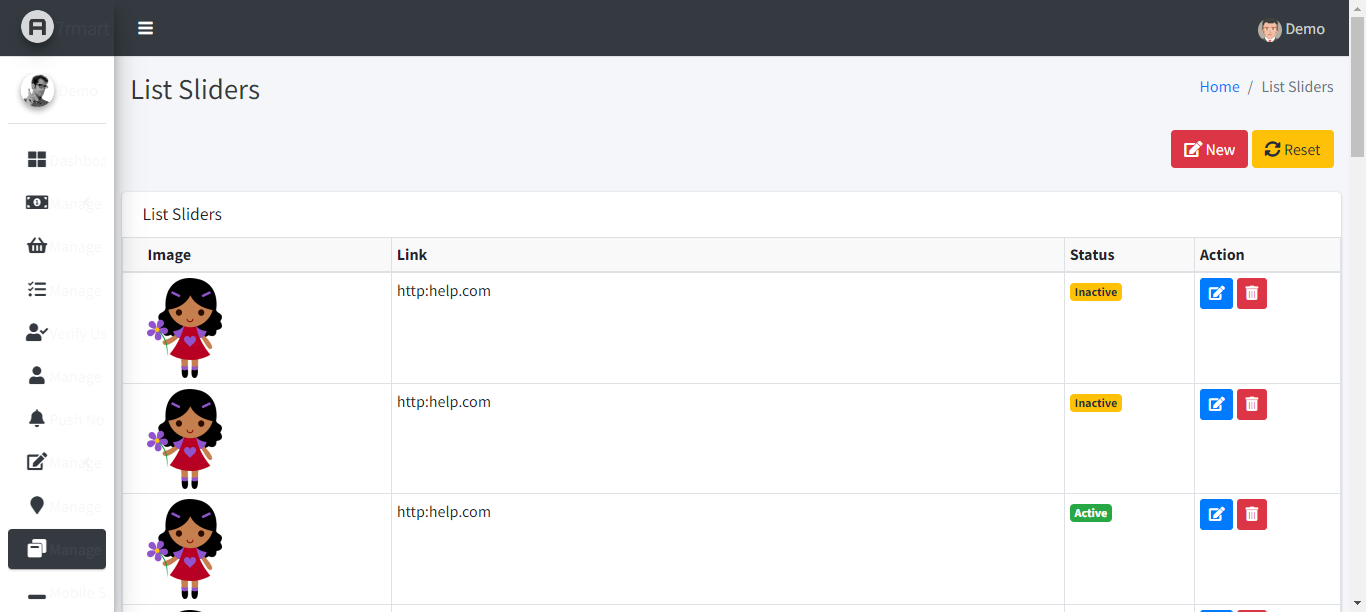 7rmart
Demo
Demo
List Sliders
Home / List Sliders
Dashboa
New
Reset
Manage
List Sliders
Manage
Image Link Status Action
Manage
http:help.com Inactive
Verify Us
Manage
http:help.com Inactive
Push No
Manage
Manage
http:help.com Active
Manage
Mobile S